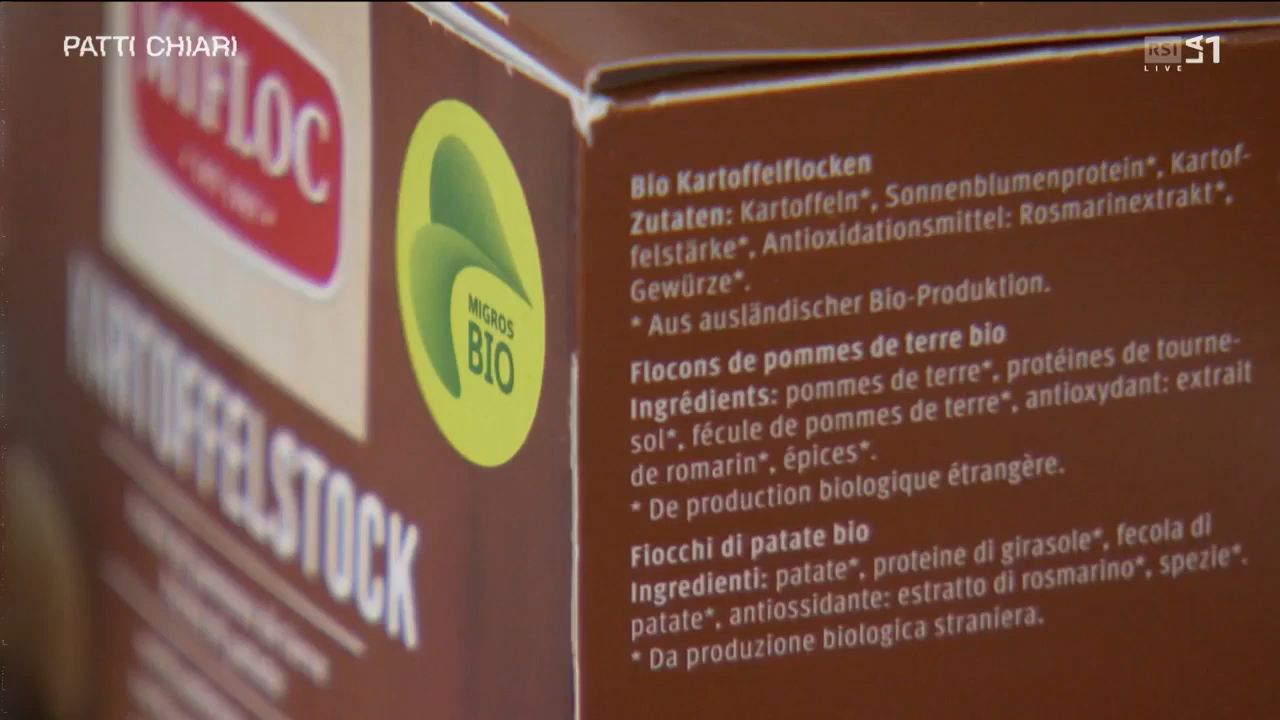 PATTI CHIARI
RSI LA 1
LIVE
MIFLOC
MIGROS
BIO
KARTOFFELSTOCK
Bio Kartoffelflocken
Zutaten: Kartoffeln*, Sonnenblumenprotein*, Kartof-
felstärke*, Antioxidationsmittel: Rosmarinextrakt*,
Gewürze*.
* Aus ausländischer Bio-Produktion.
Flocons de pommes de terre bio
Ingrédients: pommes de terre*, protéines de tourne-
sol*, fécule de pommes de terre*, antioxydant: extrait
de romarin*, épices*.
* De production biologique étrangère.
Fiocchi di patate bio
Ingredienti: patate*, proteine di girasole*, fecola di
patate*, antiossidante: estratto di rosmarino*, spezie*.
* Da produzione biologica straniera.